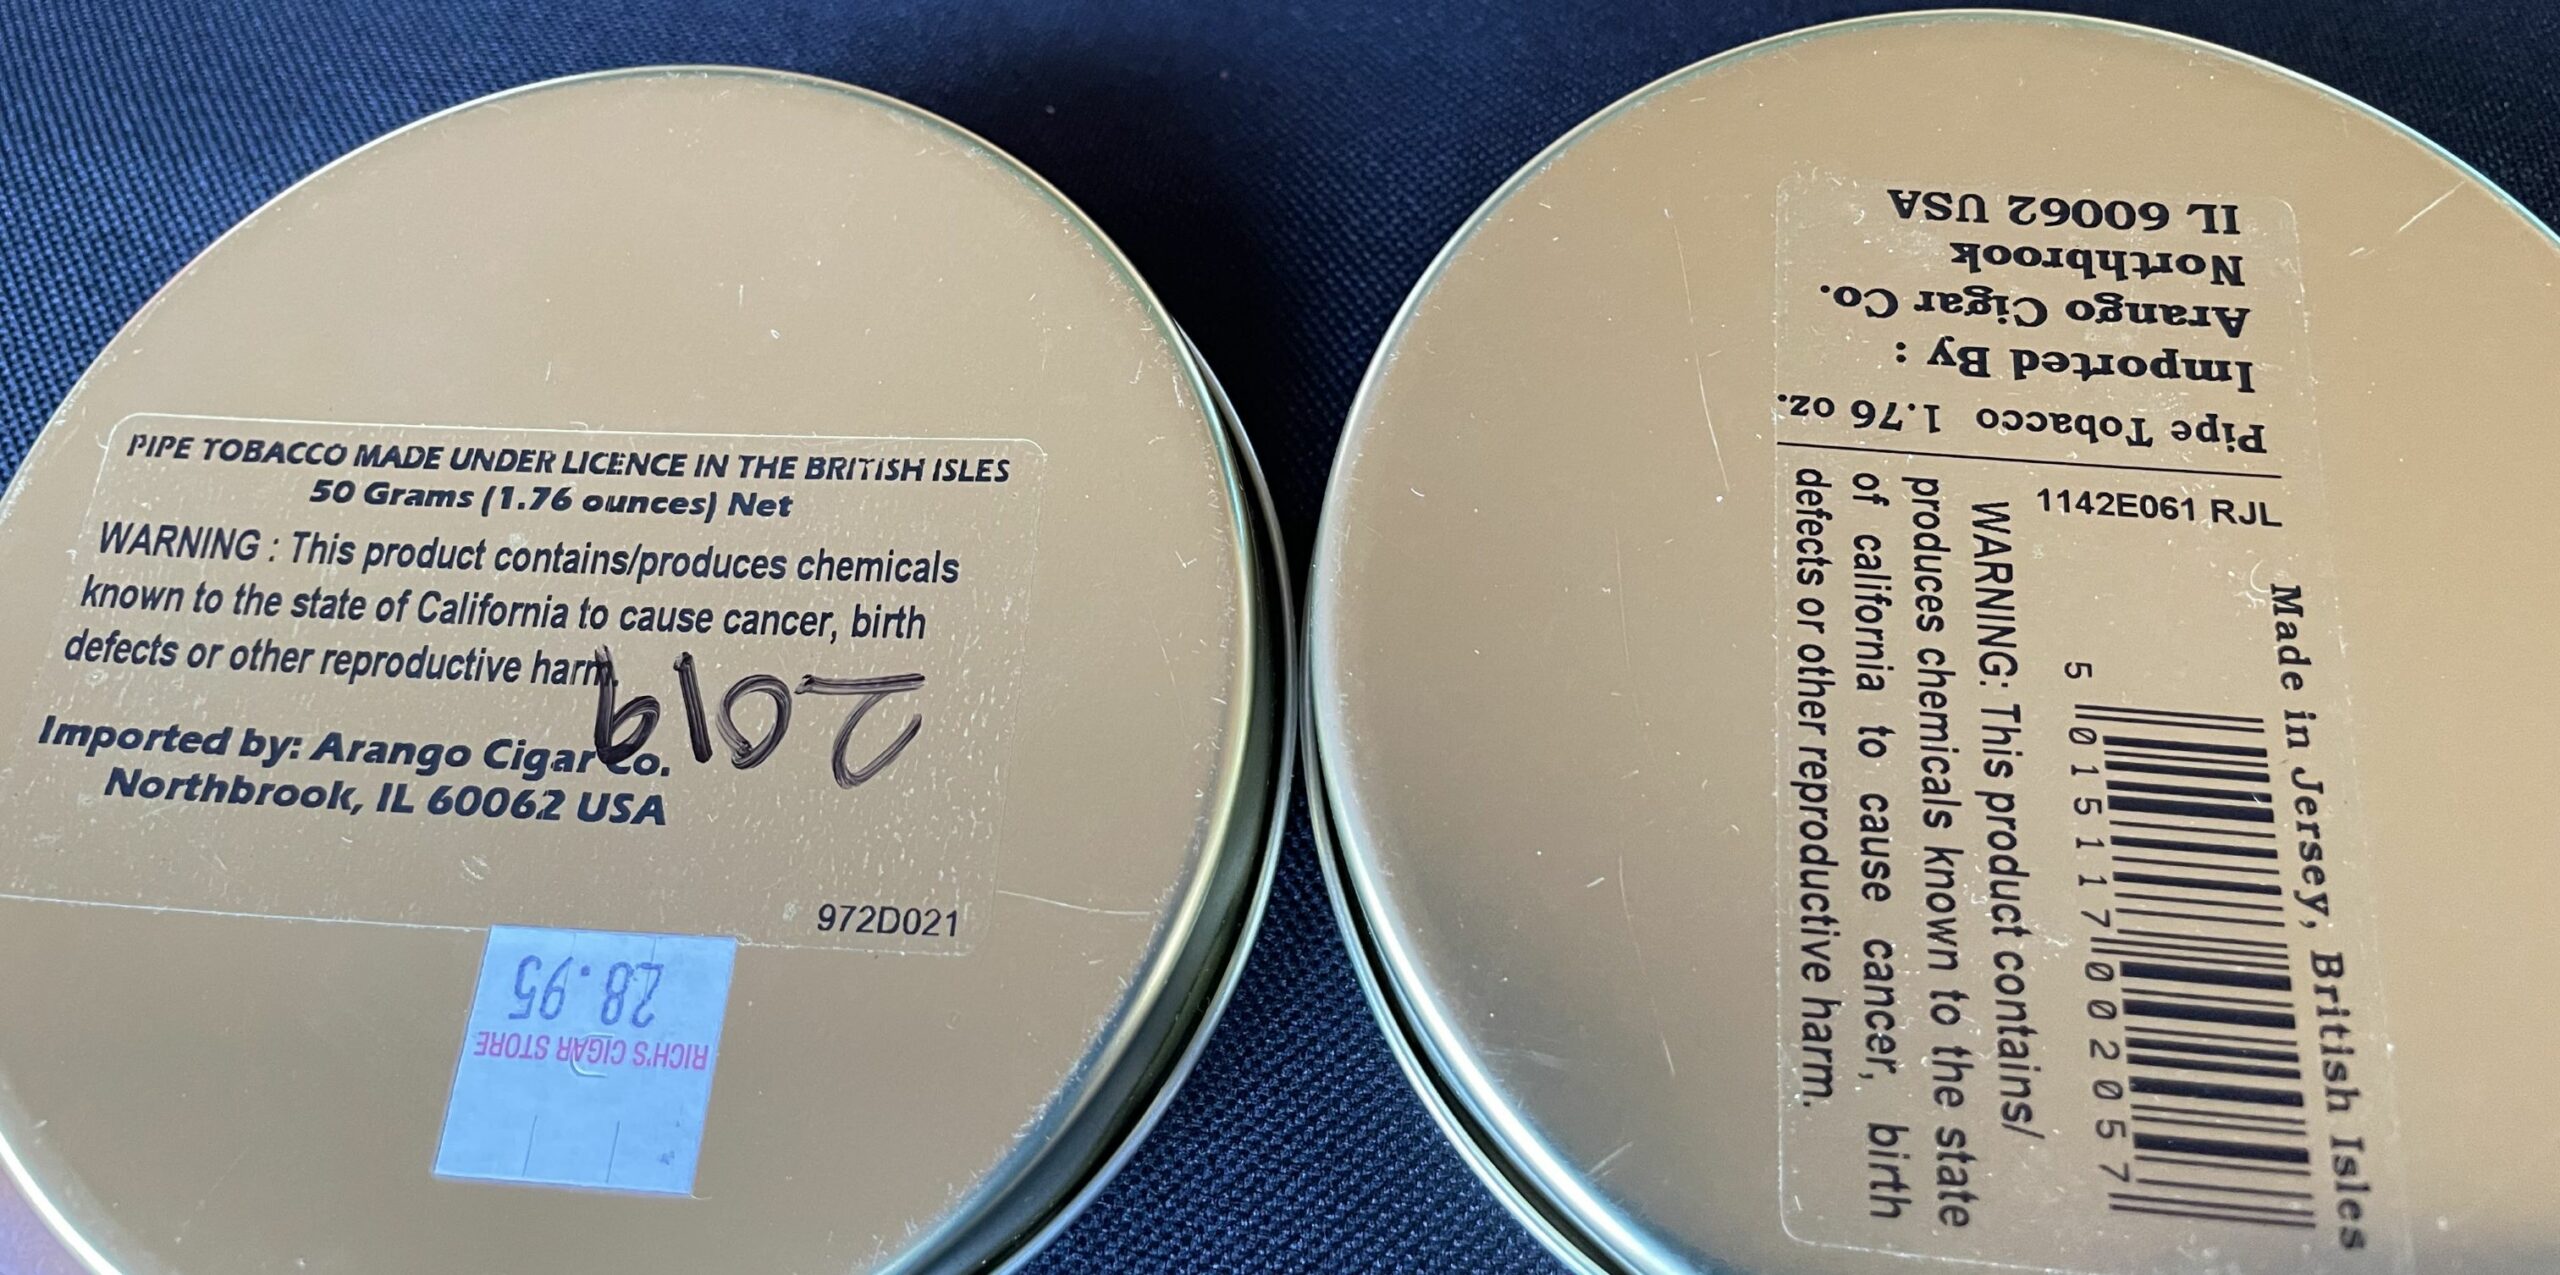 PIPE TOBACCO MADE UNDER LICENCE IN THE BRITISH ISLES
50 Grams (1.76 ounces) Net
WARNING : This product contains/produces chemicals
known to the state of California to cause cancer, birth
defects or other reproductive harm.
2019
Imported by: Arango Cigar Co.
Northbrook, IL 60062 USA
972D021
28.95
RICH'S CIGAR STORE
Pipe Tobacco 1.76 oz.
Imported By :
Arango Cigar Co.
Northbrook
IL 60062 USA
1142E061 RJL
Made in Jersey, British Isles
5 015117 002057
WARNING: This product contains/
produces chemicals known to the state
of california to cause cancer, birth
defects or other reproductive harm.